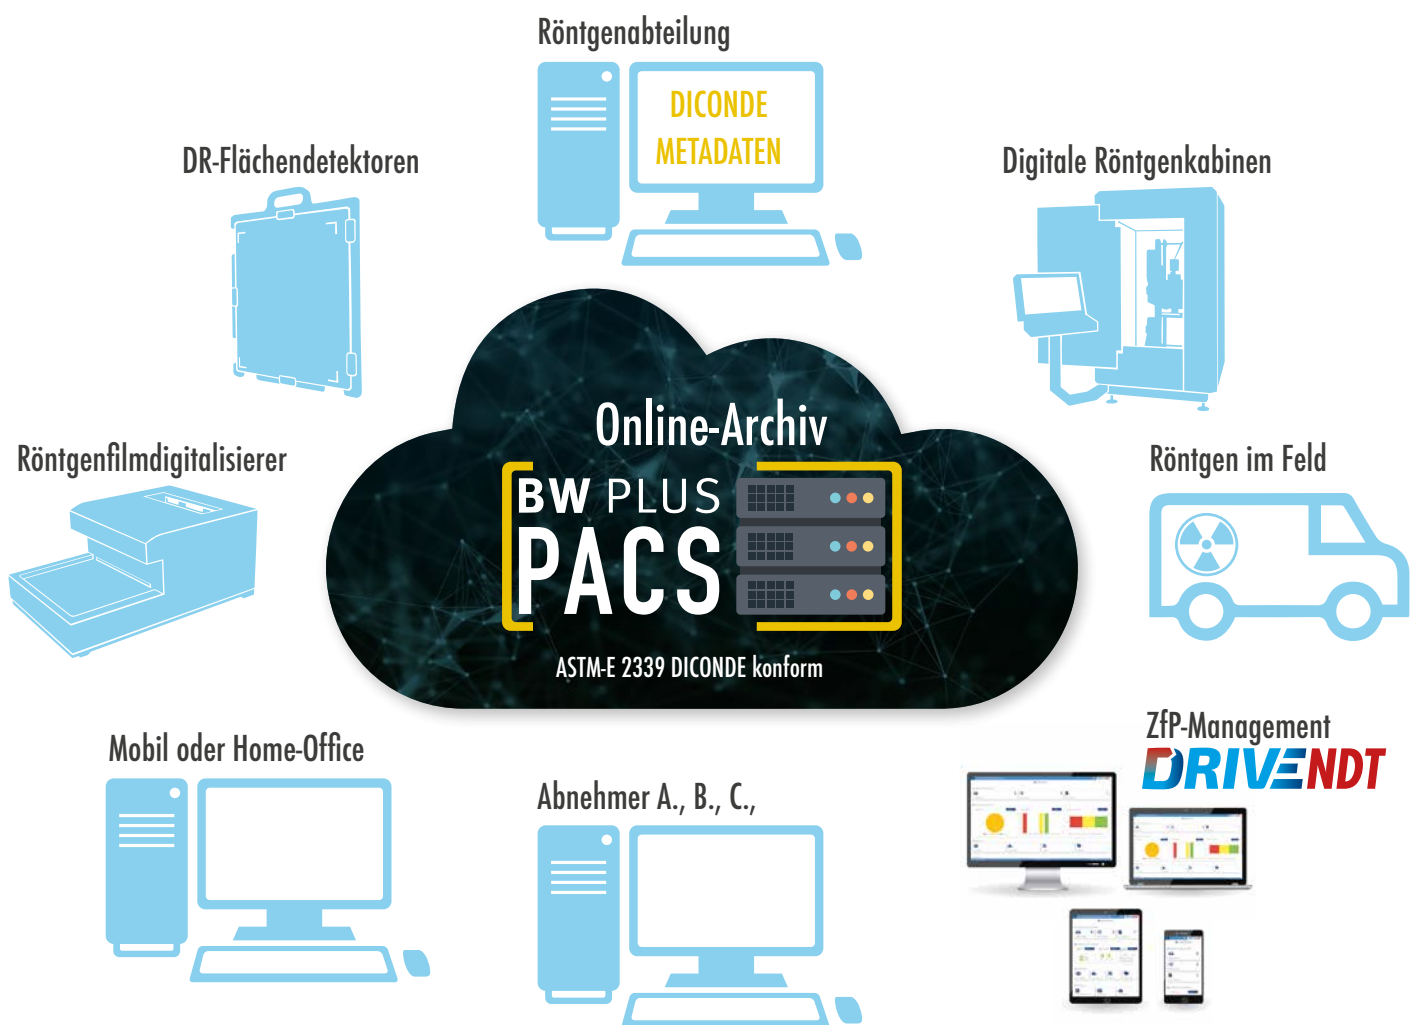 Röntgenabteilung
DICONDE
METADATEN
DR-Flächendetektoren
Digitale Röntgenkabinen
Online-Archiv
BW PLUS
PACS
ASTM-E 2339 DICONDE konform
Röntgenfilmdigitalisierer
Röntgen im Feld
Mobil oder Home-Office
Abnehmer A., B., C.,
ZfP-Management
DRIVENDT